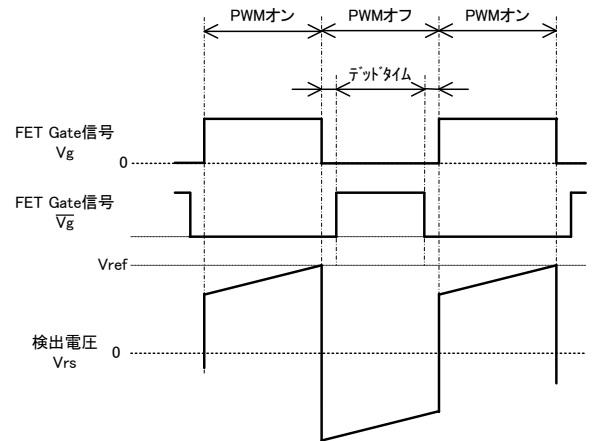 PWMオン PWMオフ PWMオン
デッドタイム
FET Gate信号
Vg
0
FET Gate信号
Vg
Vref
検出電圧
Vrs
0